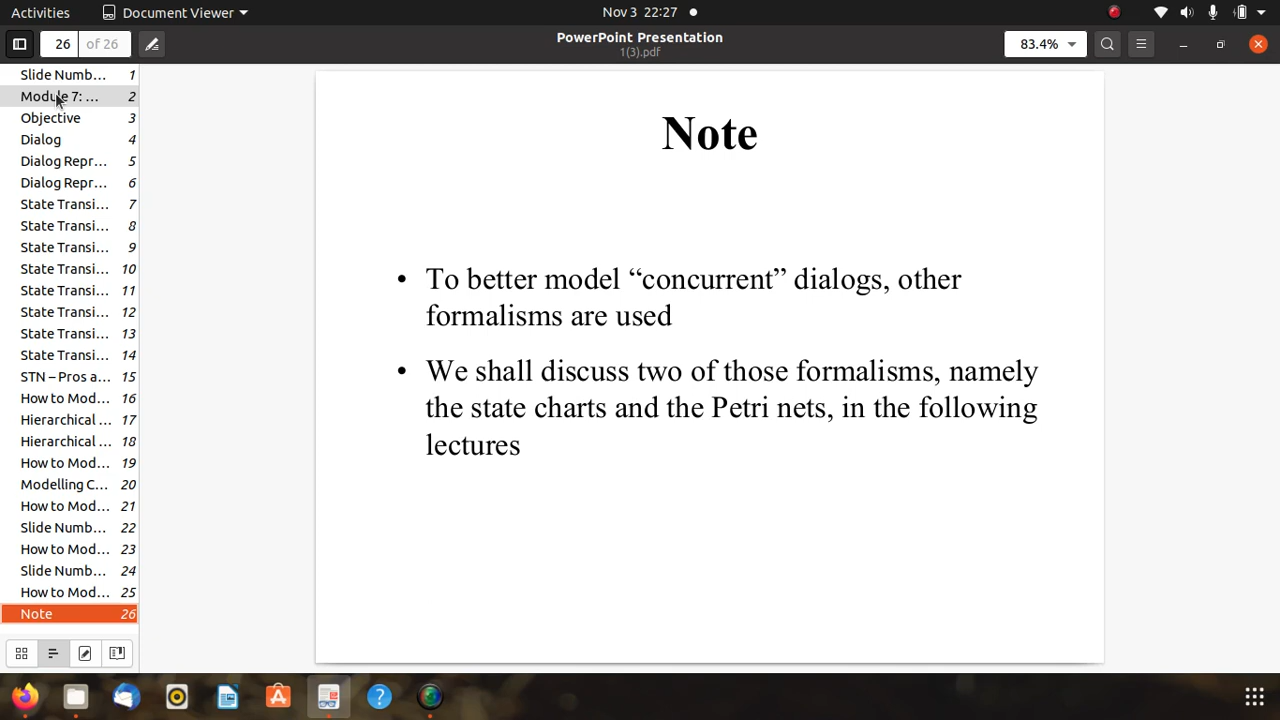 Activities
Document Viewer
Nov 3 22:27
26 of 26
PowerPoint Presentation
1(3).pdf
83.4%
Slide Numb... 1
Module 7: ... 2
Objective 3
Dialog 4
Dialog Repr... 5
Dialog Repr... 6
State Transi... 7
State Transi... 8
State Transi... 9
State Transi... 10
State Transi... 11
State Transi... 12
State Transi... 13
State Transi... 14
STN – Pros a... 15
How to Mod... 16
Hierarchical ... 17
Hierarchical ... 18
How to Mod... 19
Modelling C... 20
How to Mod... 21
Slide Numb... 22
How to Mod... 23
Slide Numb... 24
How to Mod... 25
Note 26
Note
• To better model “concurrent” dialogs, other
formalisms are used
• We shall discuss two of those formalisms, namely
the state charts and the Petri nets, in the following
lectures